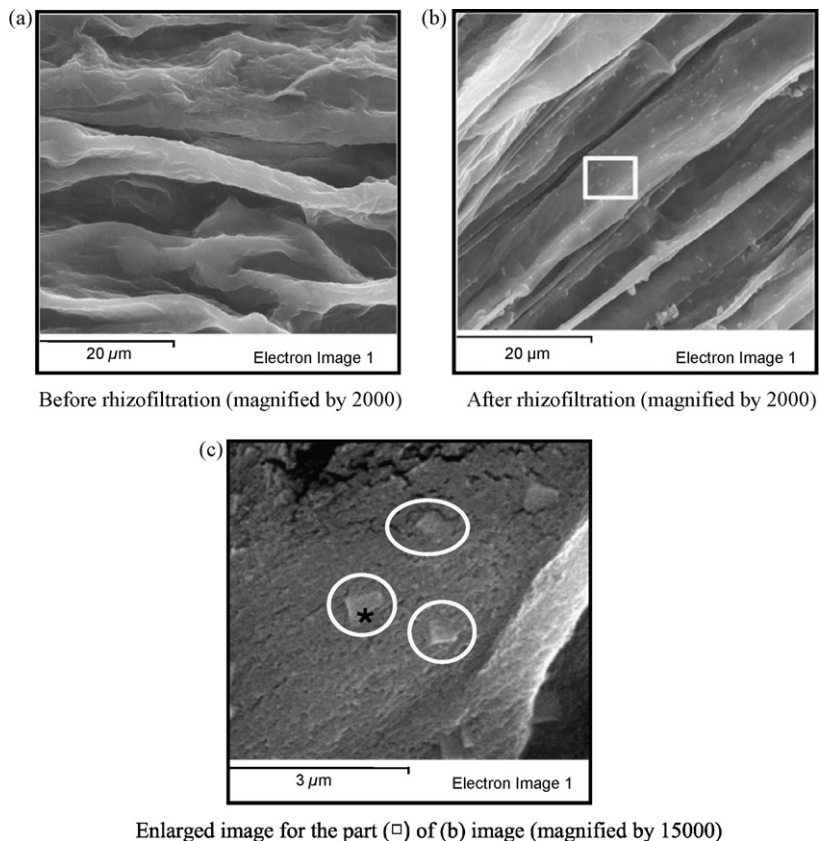 (a)
20 µm
Electron Image 1
Before rhizofiltration (magnified by 2000)
(b)
20 µm
Electron Image 1
After rhizofiltration (magnified by 2000)
(c)
*
3 µm
Electron Image 1
Enlarged image for the part (□) of (b) image (magnified by 15000)